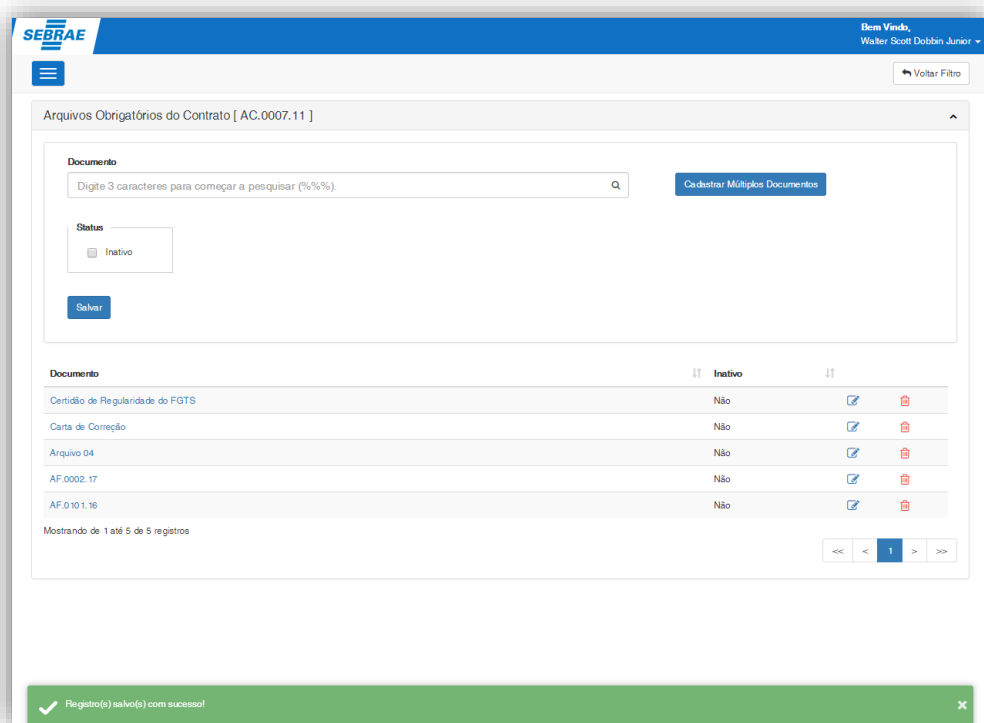 SEBRAE
Bem Vindo,
Walter Scott Dobbin Junior
Voltar Filtro
Arquivos Obrigatórios do Contrato [ AC.0007.11 ]
Documento
Digite 3 caracteres para começar a pesquisar (%%%).
Cadastrar Múltiplos Documentos
Status
Inativo
Salvar
Documento Inativo
Certidão de Regularidade do FGTS Não
Carta de Correção Não
Arquivo 04 Não
AF.0002.17 Não
AF.0101.16 Não
Mostrando de 1 até 5 de 5 registros
<< < 1 > >>
Registro(s) salvo(s) com sucesso!